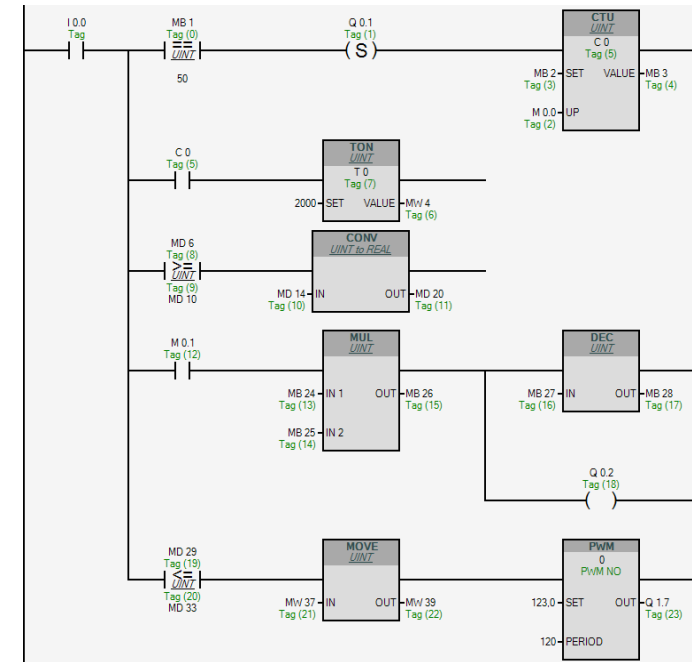 I 0.0
Tag
MB 1
Tag (0)
==
UINT
50
Q 0.1
Tag (1)
( S )
CTU
UINT
C 0
Tag (5)
MB 2 SET VALUE MB 3
Tag (3) Tag (4)
M 0.0 UP
Tag (2)
C 0
Tag (5)
TON
UINT
T 0
Tag (7)
2000 SET VALUE MW 4
Tag (6)
MD 6
Tag (8)
>=
UINT
Tag (9)
MD 10
CONV
UINT to REAL
MD 14 IN OUT MD 20
Tag (10) Tag (11)
M 0.1
Tag (12)
MUL
UINT
MB 24 IN 1 OUT MB 26
Tag (13) Tag (15)
MB 25 IN 2
Tag (14)
DEC
UINT
MB 27 IN OUT MB 28
Tag (16) Tag (17)
Q 0.2
Tag (18)
( )
MD 29
Tag (19)
<=
UINT
Tag (20)
MD 33
MOVE
UINT
MW 37 IN OUT MW 39
Tag (21) Tag (22)
PWM
0
PWM NO
123,0 SET OUT Q 1.7
Tag (23)
120 PERIOD